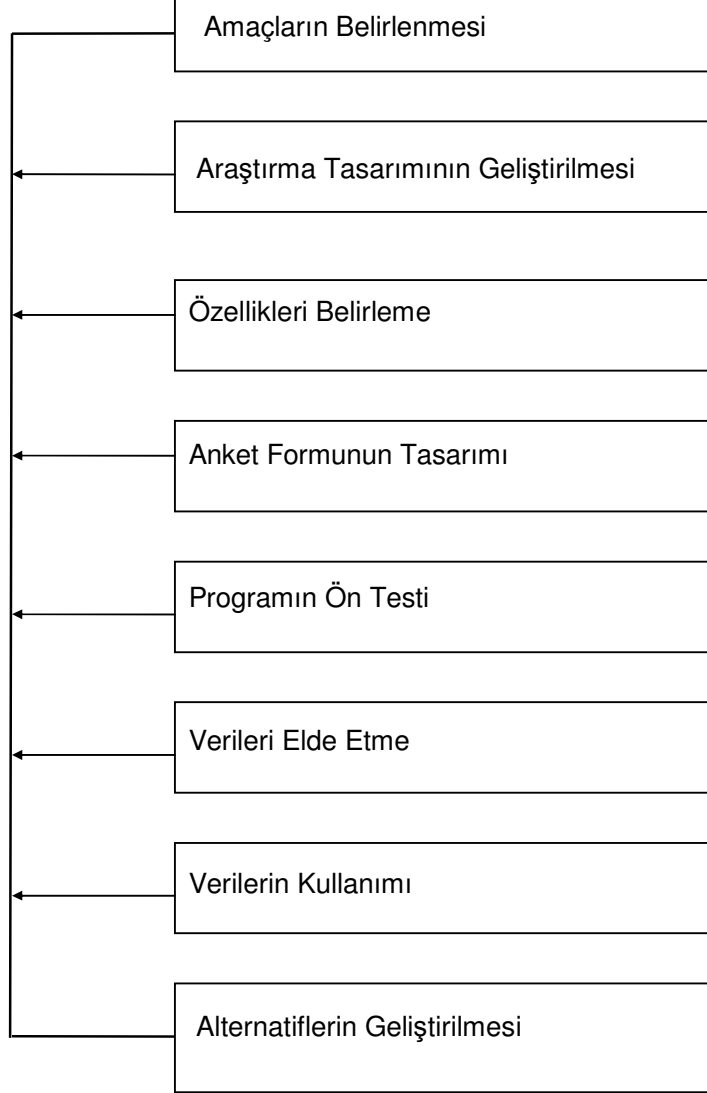 Amaçların Belirlenmesi
Araştırma Tasarımının Geliştirilmesi
Özellikleri Belirleme
Anket Formunun Tasarımı
Programın Ön Testi
Verileri Elde Etme
Verilerin Kullanımı
Alternatiflerin Geliştirilmesi